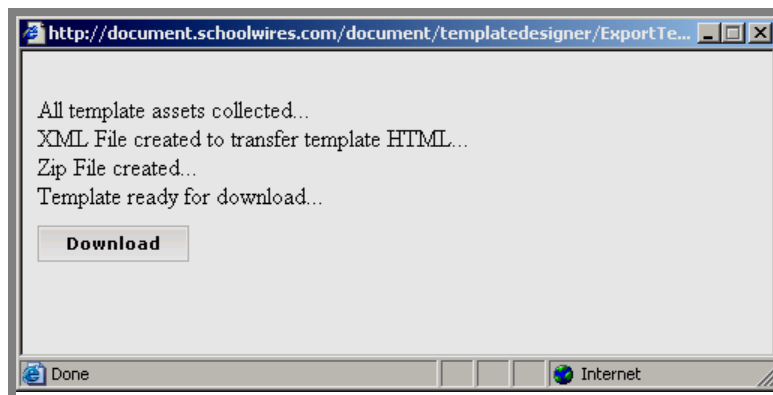 http://document.schoolwires.com/document/templatedesigner/ExportTe...
All template assets collected...
XML File created to transfer template HTML...
Zip File created...
Template ready for download...
Download
Done
Internet